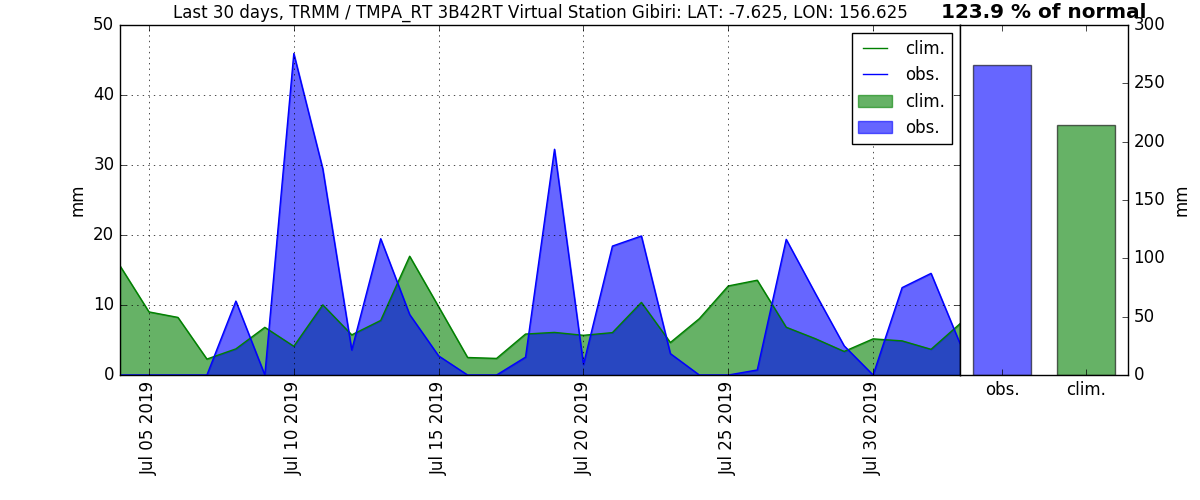 Last 30 days, TRMM / TMPA_RT 3B42RT Virtual Station Gibiri: LAT: -7.625, LON: 156.625
123.9 % of normal
50
40
30
20
10
0
mm
clim.
obs.
clim.
obs.
Jul 05 2019
Jul 10 2019
Jul 15 2019
Jul 20 2019
Jul 25 2019
Jul 30 2019
300
250
200
150
100
50
0
mm
obs.
clim.